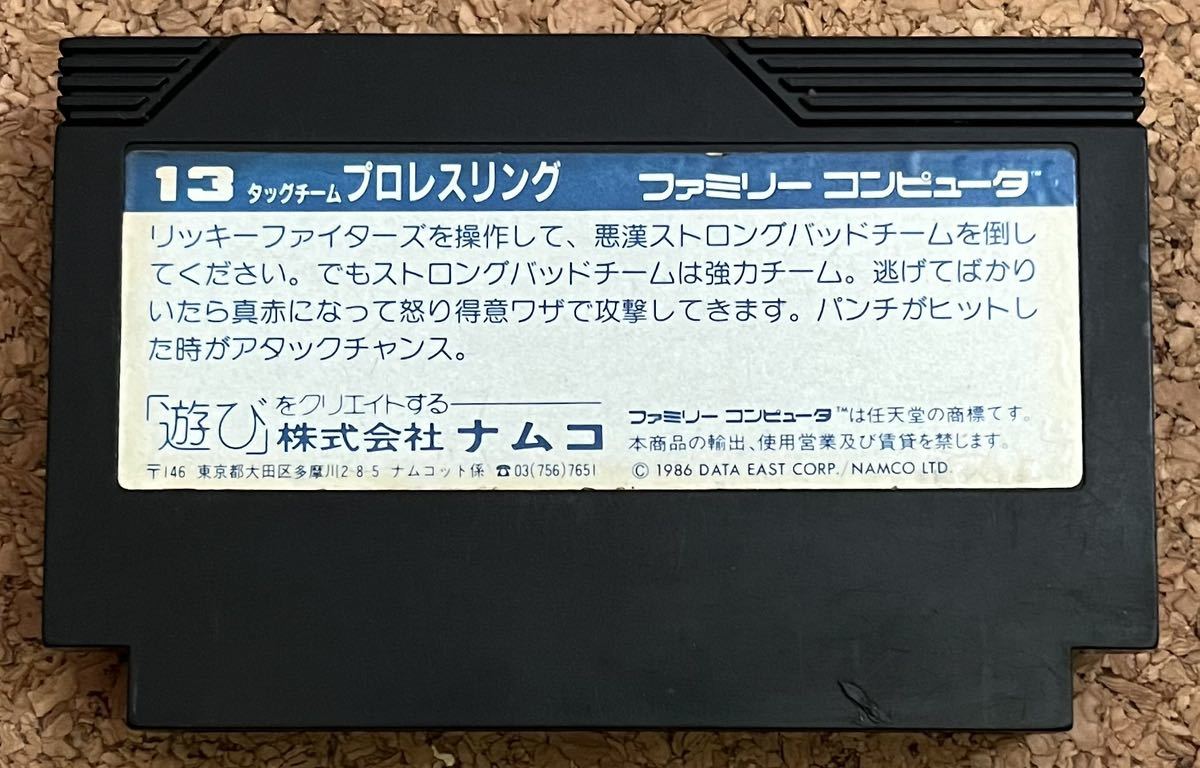 13 タッグチーム プロレスリング ファミリー コンピュータ™
リッキーファイターズを操作して、悪漢ストロングバッドチームを倒し
てください。でもストロングバッドチームは強力チーム。逃げてばかり
いたら真赤になって怒り得意ワザで攻撃してきます。パンチがヒットし
た時がアタックチャンス。
「遊び」をクリエイトする
株式会社 ナムコ
〒146 東京都大田区多摩川2-8-5 ナムコット係 ☎03(756)7651
ファミリー コンピュータ™は任天堂の商標です。
本商品の輸出、使用営業及び賃貸を禁じます。
© 1986 DATA EAST CORP./NAMCO LTD.